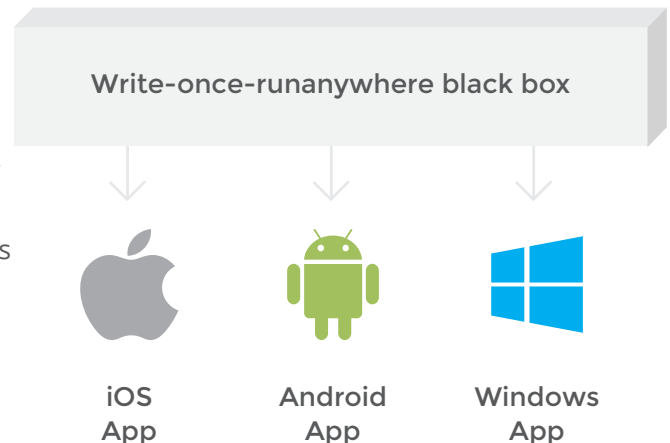 Write-once-runanywhere black box
s
iOS
App
Android
App
Windows
App